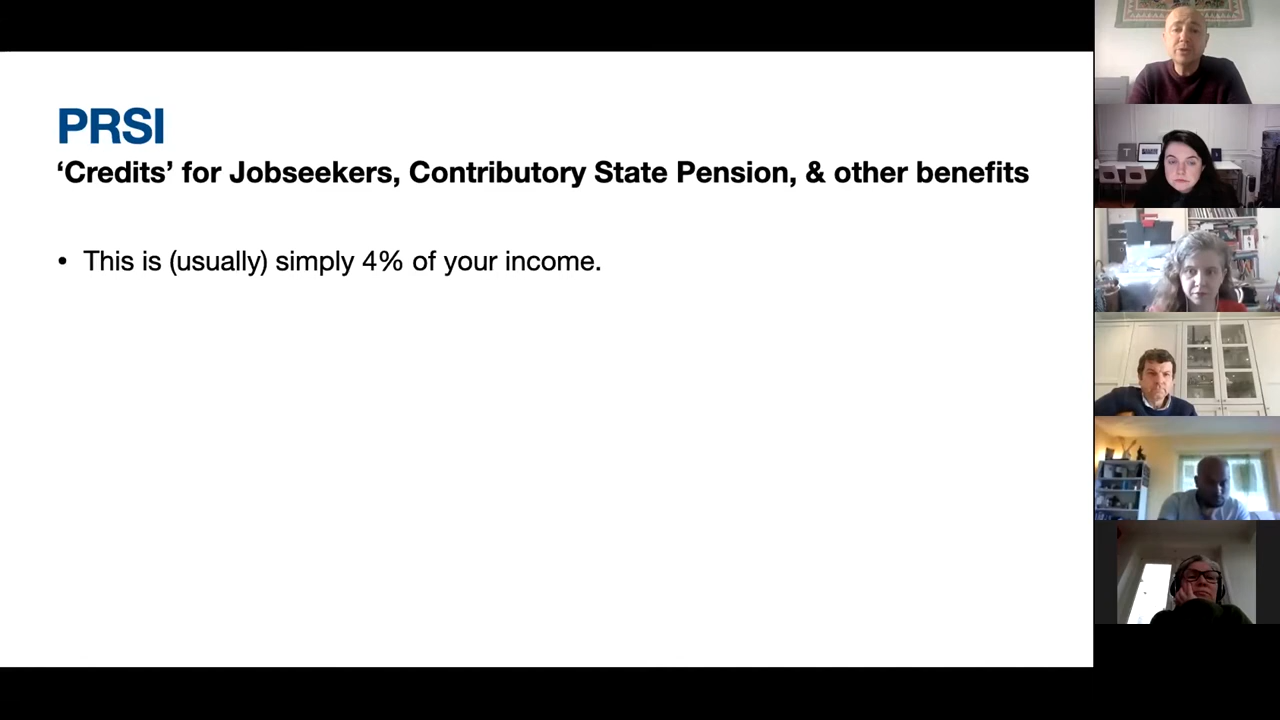 PRSI
‘Credits’ for Jobseekers, Contributory State Pension, & other benefits
• This is (usually) simply 4% of your income.